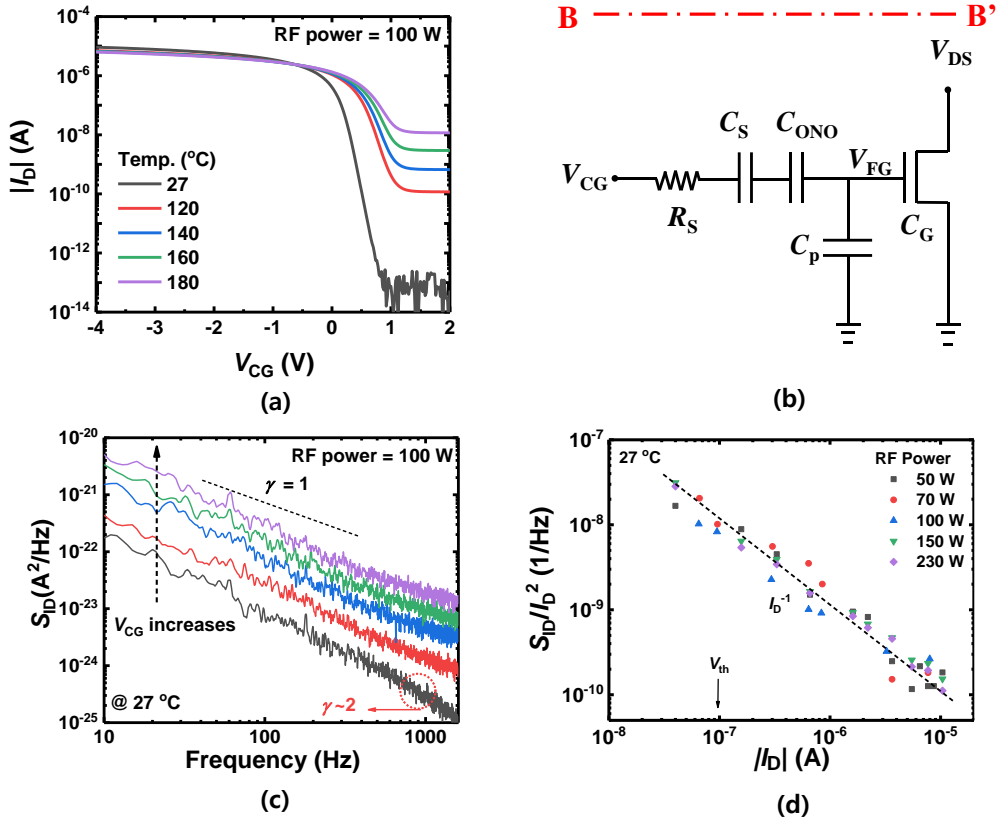 RF power = 100 W
|I_D| (A)
10⁻⁴
10⁻⁶
10⁻⁸
10⁻¹⁰
10⁻¹²
10⁻¹⁴
Temp. (°C)
27
120
140
160
180
-4 -3 -2 -1 0 1 2
V_CG (V)
(a)
B B’
V_DS
C_S C_ONO
V_CG V_FG
R_S C_G
C_p
(b)
RF power = 100 W
S_ID(A²/Hz)
10⁻²⁰
10⁻²¹
10⁻²²
10⁻²³
10⁻²⁴
10⁻²⁵
γ = 1
V_CG increases
@ 27 °C
γ~2
10 100 1000
Frequency (Hz)
(c)
27 °C
S_ID/I_D² (1/Hz)
10⁻⁷
10⁻⁸
10⁻⁹
10⁻¹⁰
RF Power
50 W
70 W
100 W
150 W
230 W
I_D⁻¹
V_th
10⁻⁸ 10⁻⁷ 10⁻⁶ 10⁻⁵
|I_D| (A)
(d)